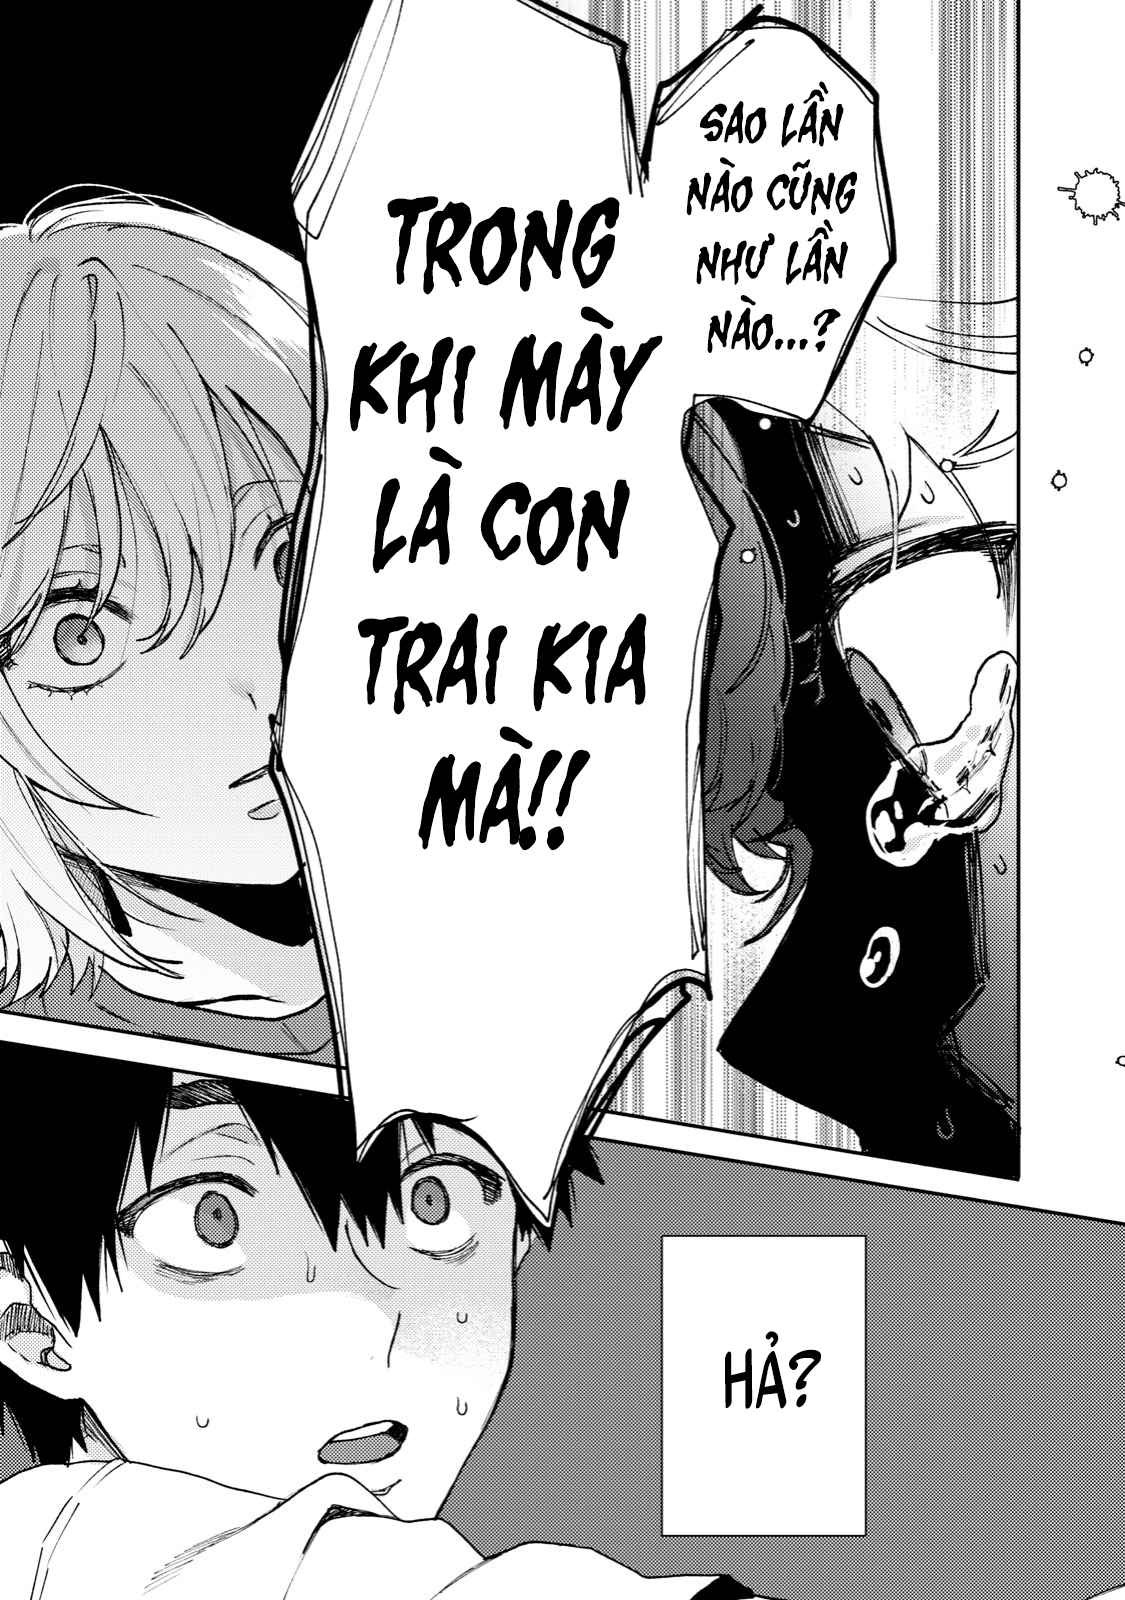 SAO LẦN
NÀO CŨNG
NHƯ LẦN
NÀO...?
TRONG
KHI MÀY
LÀ CON
TRAI KIA
MÀ!!
HẢ?